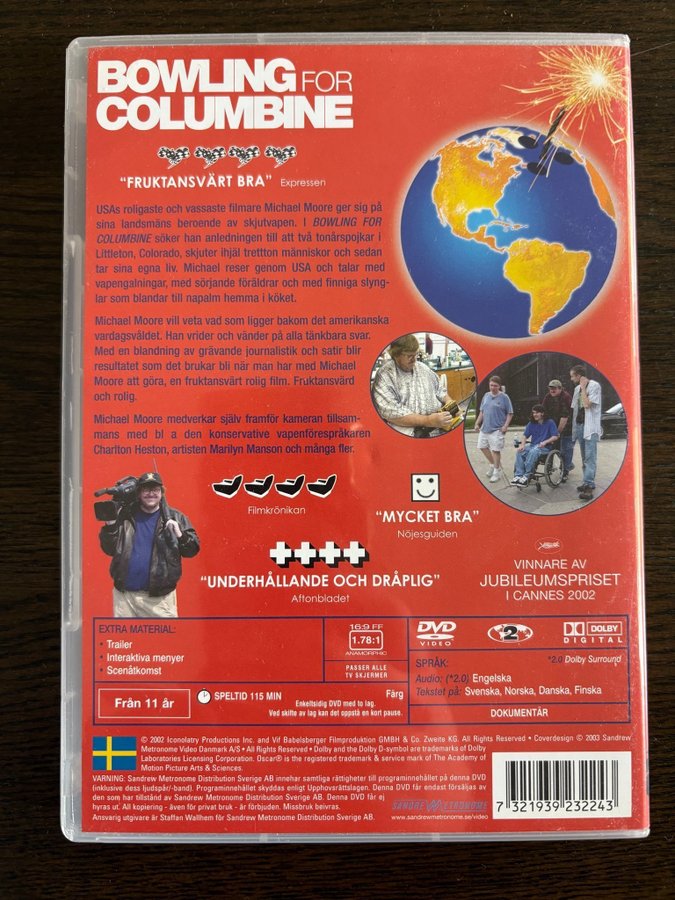 BOWLING FOR
COLUMBINE
"FRUKTANSVÄRT BRA" Expressen
USAs roligaste och vassaste filmare Michael Moore ger sig på
sina landsmäns beroende av skjutvapen. I BOWLING FOR
COLUMBINE söker han anledningen till att två tonårspojkar i
Littleton, Colorado, skjuter ihjäl trettton människor och sedan
tar sina egna liv. Michael reser genom USA och talar med
vapengalningar, med sörjande föräldrar och med finniga slyng-
lar som blandar till napalm hemma i köket.
Michael Moore vill veta vad som ligger bakom det amerikanska
vardagsvåldet. Han vrider och vänder på alla tänkbara svar.
Med en blandning av grävande journalistik och satir blir
resultatet som det brukar bli när man har med Michael
Moore att göra, en fruktansvärt rolig film. Fruktansvärd
och rolig.
Michael Moore medverkar själv framför kameran tillsam-
mans med bl a den konservative vapenförespråkaren
Charlton Heston, artisten Marilyn Manson och många fler.
Filmkrönikan
"MYCKET BRA"
Nöjesguiden
"UNDERHÅLLANDE OCH DRÅPLIG"
Aftonbladet
VINNARE AV
JUBILEUMSPRISET
I CANNES 2002
EXTRA MATERIAL:
• Trailer
• Interaktiva menyer
• Scenåtkomst
16:9 FF
1.78:1
ANAMORPHIC
PASSER ALLE
TV SKJERMER
DVD
VIDEO
2
DOLBY
DIGITAL
SPRÅK:
*2.0 Dolby Surround
Audio: (*2.0) Engelska
Tekstet på: Svenska, Norska, Danska, Finska
Från 11 år
SPELTID 115 MIN
Färg
Enkeltsidig DVD med to lag.
Ved skifte av lag kan det oppstå en kort pause.
DOKUMENTÄR
© 2002 Iconolatry Productions Inc. and Vif Babelsberger Filmproduktion GMBH & Co. Zweite KG. All Rights Reserved • Coverdesign © 2003 Sandrew
Metronome Video Danmark A/S • All Rights Reserved • Dolby and the Dolby D-symbol are trademarks of Dolby
Laboratories Licensing Corporation. Oscar® is the registered trademark & service mark of The Academy of
Motion Picture Arts & Sciences.
VARNING: Sandrew Metronome Distribution Sverige AB innehar samtliga rättigheter till programinnehållet på denna DVD
(inklusive dess ljudspår/-band). Programinnehållet skyddas enligt Upphovsrättslagen. Denna DVD får endast försäljas av
den som har tillstånd av Sandrew Metronome Distribution Sverige AB. Denna DVD får ej
hyras ut. All kopiering - även för privat bruk - är förbjuden. Missbruk beivras.
Ansvarig utgivare är Staffan Wallhem för Sandrew Metronome Distribution Sverige AB.
SANDREW METRONOME
www.sandrewmetronome.se/video
7 321939 232243